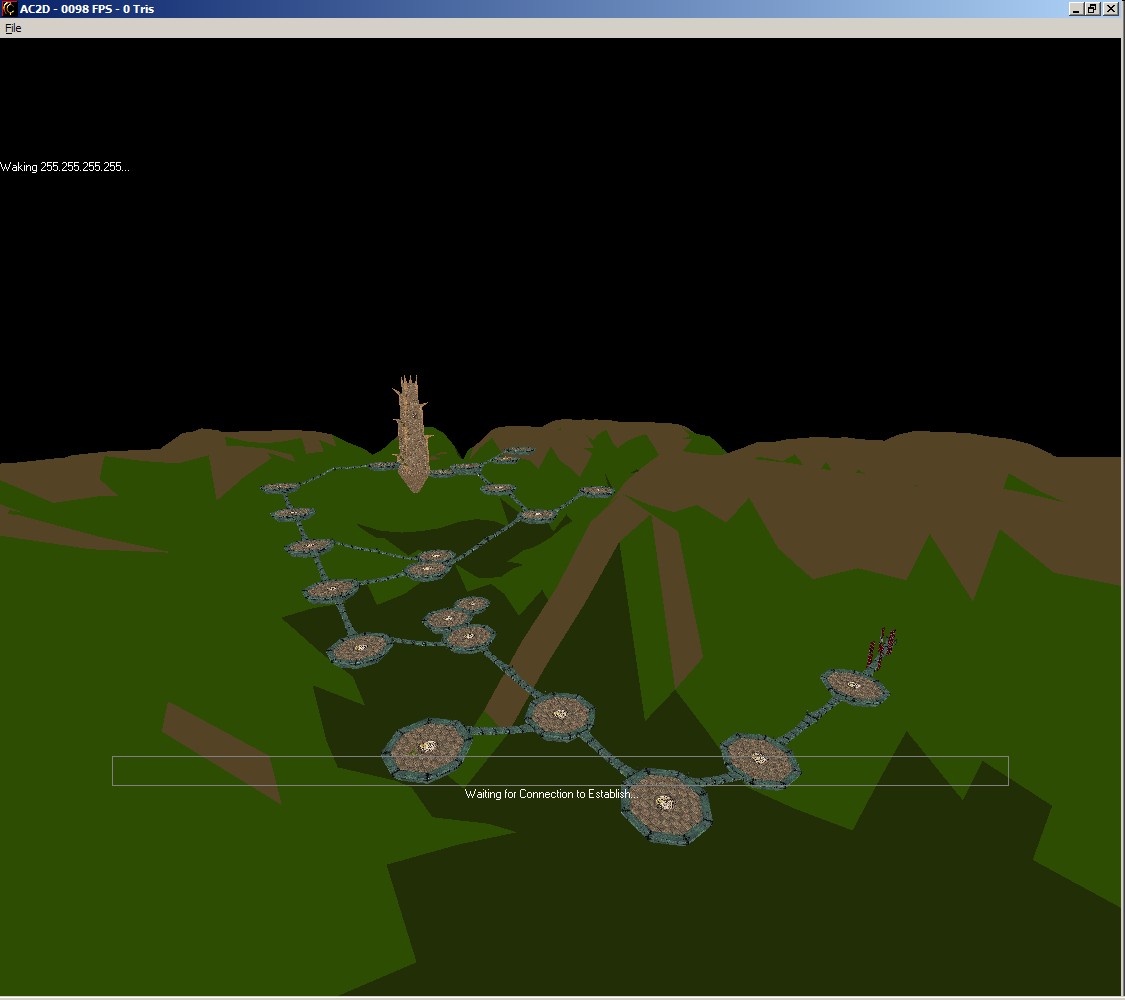 AC2D - 0098 FPS - 0 Tris
File
Waking 255.255.255.255...
Waiting for Connection to Establish...